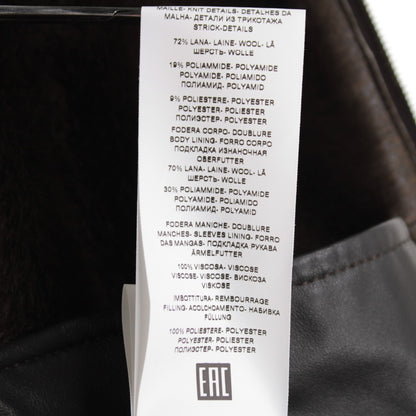 MAILLE- KNIT DETAILS- DETALHES DA
MALHA- ДЕТАЛИ ИЗ ТРИКОТАЖА
STRICK-DETAILS
72% LANA- LAINE- WOOL- LÃ
ШЕРСТЬ- WOLLE
19% POLIAMMIDE- POLYAMIDE
POLYAMIDE- POLIAMIDO
ПОЛИАМИД- POLYAMID
9% POLIESTERE- POLYESTER
POLYESTER- POLIESTER
ПОЛИЭСТЕР- POLYESTER
FODERA CORPO- DOUBLURE
BODY LINING- FORRO CORPO
ПОДКЛАДКА ИЗНАНОЧНАЯ
OBERFUTTER
70% LANA- LAINE- WOOL- LÃ
ШЕРСТЬ- WOLLE
30% POLIAMMIDE- POLYAMIDE
POLYAMIDE- POLIAMIDO
ПОЛИАМИД- POLYAMID
FODERA MANICHE- DOUBLURE
MANCHES- SLEEVES LINING- FORRO
DAS MANGAS- ПОДКЛАДКА РУКАВА
ÄRMELFUTTER
100% VISCOSA- VISCOSE
VISCOSE- VISCOSE- ВИСКОЗА
VISKOSE
IMBOTTITURA- REMBOURRAGE
FILLING- ACOLCHOAMENTO- НАБИВКА
FÜLLUNG
100% POLIESTERE- POLYESTER
POLYESTER- POLIESTER
ПОЛИЭСТЕР- POLYESTER
EAC